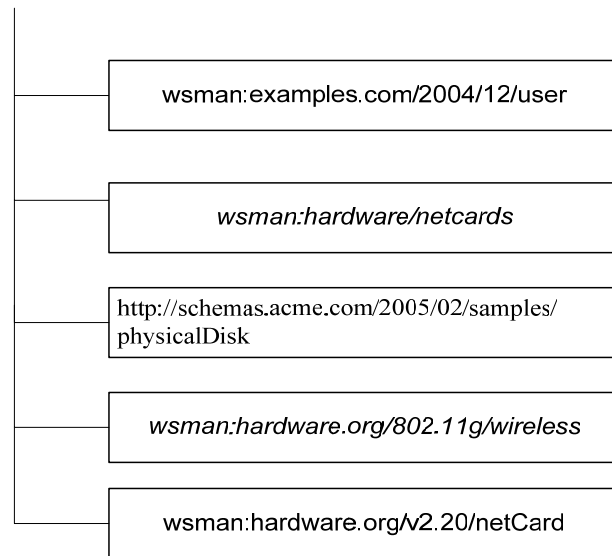 wsman:examples.com/2004/12/user
wsman:hardware/netcards
http://schemas.acme.com/2005/02/samples/
physicalDisk
wsman:hardware.org/802.11g/wireless
wsman:hardware.org/v2.20/netCard